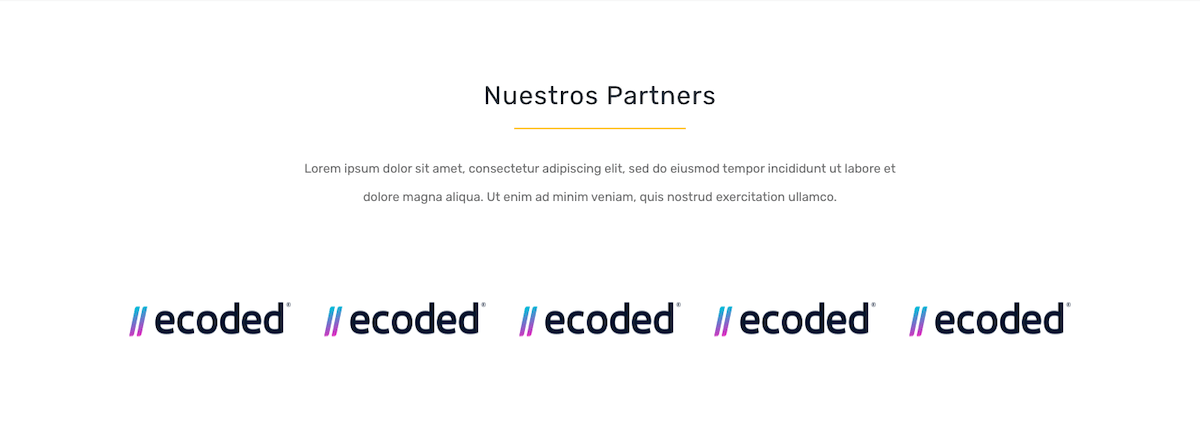 Nuestros Partners
Lorem ipsum dolor sit amet, consectetur adipiscing elit, sed do eiusmod tempor incididunt ut labore et
dolore magna aliqua. Ut enim ad minim veniam, quis nostrud exercitation ullamco.
// ecoded® // ecoded® // ecoded® // ecoded® // ecoded®